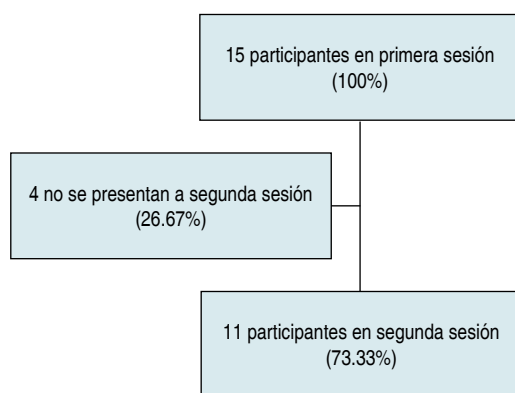 15 participantes en primera sesión
(100%)
4 no se presentan a segunda sesión
(26.67%)
11 participantes en segunda sesión
(73.33%)